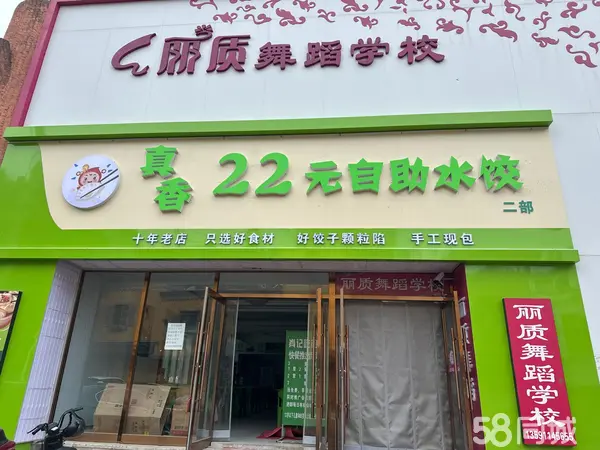 丽质舞蹈学校
真香 22元自助水饺
二部
十年老店 只选好食材 好饺子颗粒陷 手工现包
丽质舞蹈学校
丽质舞蹈学校
58同城